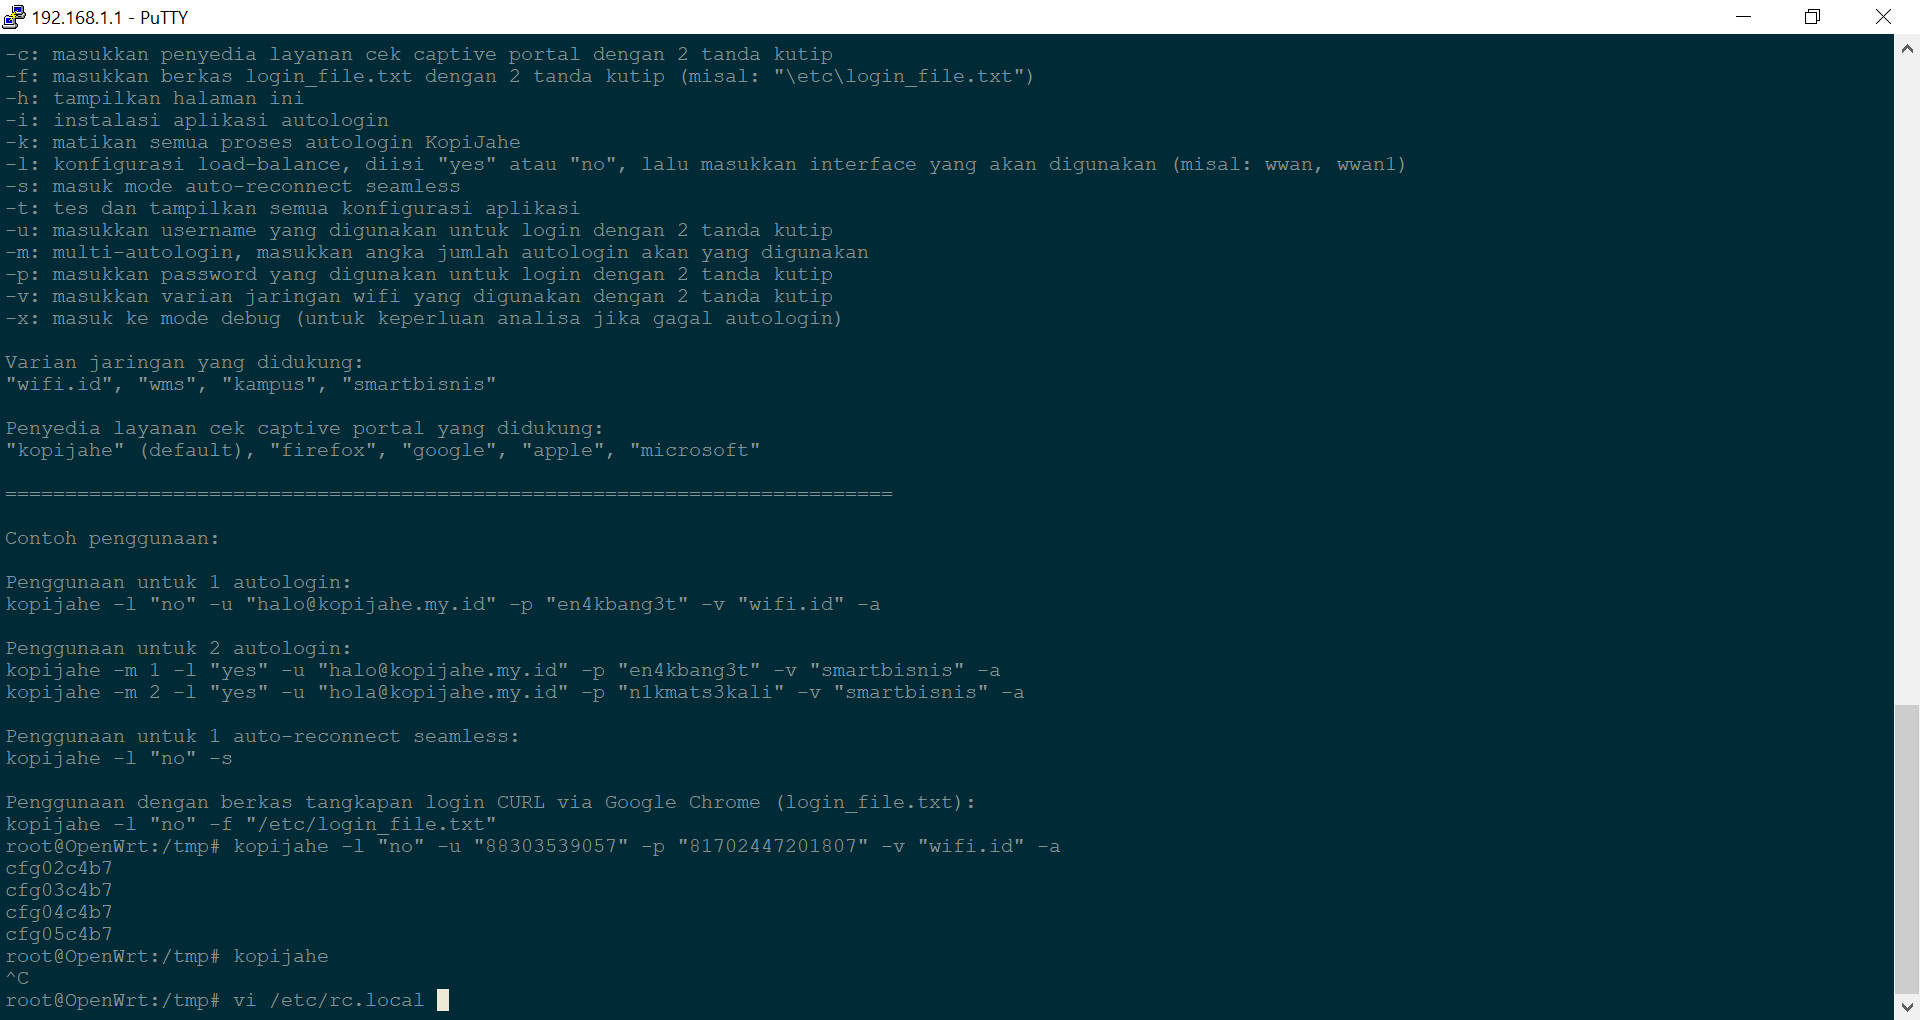 192.168.1.1 - PuTTY
-c: masukkan penyedia layanan cek captive portal dengan 2 tanda kutip
-f: masukkan berkas login_file.txt dengan 2 tanda kutip (misal: "\etc\login_file.txt")
-h: tampilkan halaman ini
-i: instalasi aplikasi autologin
-k: matikan semua proses autologin KopiJahe
-l: konfigurasi load-balance, diisi "yes" atau "no", lalu masukkan interface yang akan digunakan (misal: wwan, wwan1)
-s: masuk mode auto-reconnect seamless
-t: tes dan tampilkan semua konfigurasi aplikasi
-u: masukkan username yang digunakan untuk login dengan 2 tanda kutip
-m: multi-autologin, masukkan angka jumlah autologin akan yang digunakan
-p: masukkan password yang digunakan untuk login dengan 2 tanda kutip
-v: masukkan varian jaringan wifi yang digunakan dengan 2 tanda kutip
-x: masuk ke mode debug (untuk keperluan analisa jika gagal autologin)
Varian jaringan yang didukung:
"wifi.id", "wms", "kampus", "smartbisnis"
Penyedia layanan cek captive portal yang didukung:
"kopijahe" (default), "firefox", "google", "apple", "microsoft"
==========================================================================
Contoh penggunaan:
Penggunaan untuk 1 autologin:
kopijahe -l "no" -u "halo@kopijahe.my.id" -p "en4kbang3t" -v "wifi.id" -a
Penggunaan untuk 2 autologin:
kopijahe -m 1 -l "yes" -u "halo@kopijahe.my.id" -p "en4kbang3t" -v "smartbisnis" -a
kopijahe -m 2 -l "yes" -u "hola@kopijahe.my.id" -p "n1kmats3kali" -v "smartbisnis" -a
Penggunaan untuk 1 auto-reconnect seamless:
kopijahe -l "no" -s
Penggunaan dengan berkas tangkapan login CURL via Google Chrome (login_file.txt):
kopijahe -l "no" -f "/etc/login_file.txt"
root@OpenWrt:/tmp# kopijahe -l "no" -u "88303539057" -p "81702447201807" -v "wifi.id" -a
cfg02c4b7
cfg03c4b7
cfg04c4b7
cfg05c4b7
root@OpenWrt:/tmp# kopijahe
^C
root@OpenWrt:/tmp# vi /etc/rc.local